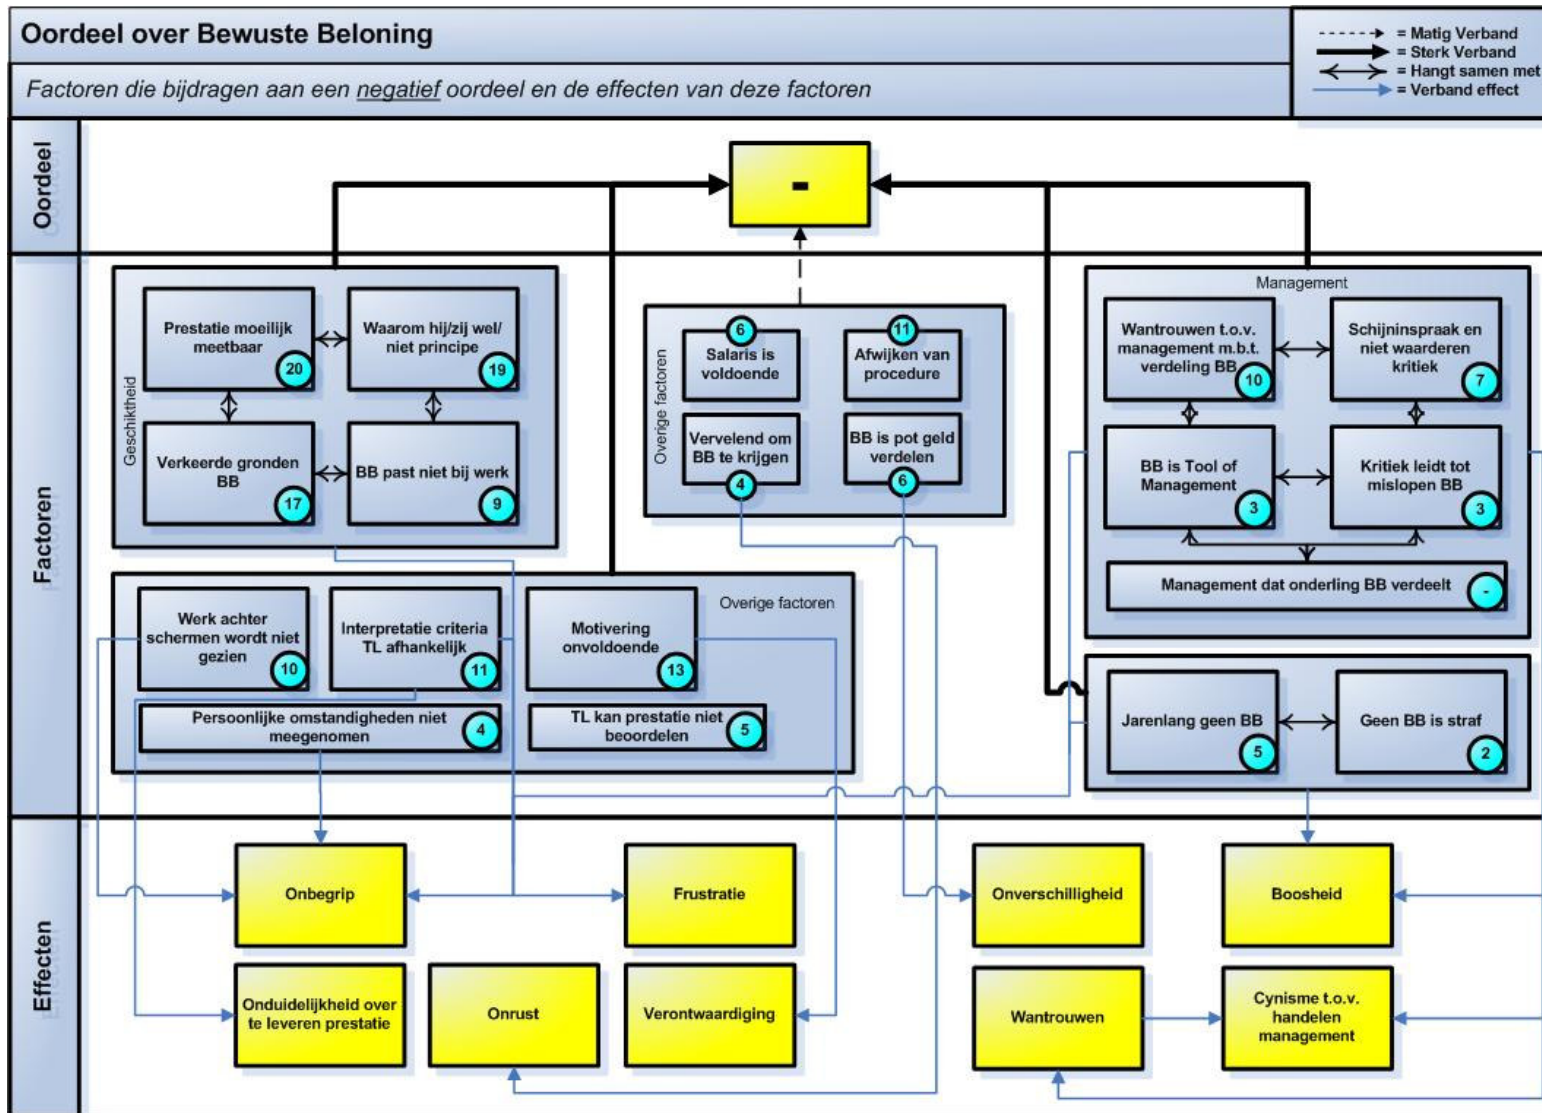 Oordeel over Bewuste Beloning
Factoren die bijdragen aan een negatief oordeel en de effecten van deze factoren
= Matig Verband
= Sterk Verband
= Hangt samen met
= Verband effect
Oordeel
-
Factoren
Geschiktheid
Prestatie moeilijk
meetbaar
20
Waarom hij/zij wel/
niet principe
19
Verkeerde gronden
BB
17
BB past niet bij werk
9
Overige factoren
6
Salaris is
voldoende
11
Afwijken van
procedure
Vervelend om
BB te krijgen
4
BB is pot geld
verdelen
6
Management
Wantrouwen t.o.v.
management m.b.t.
verdeling BB
10
Schijninspraak en
niet waarderen
kritiek
7
BB is Tool of
Management
3
Kritiek leidt tot
mislopen BB
3
Management dat onderling BB verdeelt
-
Overige factoren
Werk achter
schermen wordt niet
gezien
10
Interpretatie criteria
TL afhankelijk
11
Motivering
onvoldoende
13
Persoonlijke omstandigheden niet
meegenomen
4
TL kan prestatie niet
beoordelen
5
Jarenlang geen BB
5
Geen BB is straf
2
Effecten
Onbegrip
Frustratie
Onverschilligheid
Boosheid
Onduidelijkheid over
te leveren prestatie
Onrust
Verontwaardiging
Wantrouwen
Cynisme t.o.v.
handelen
management